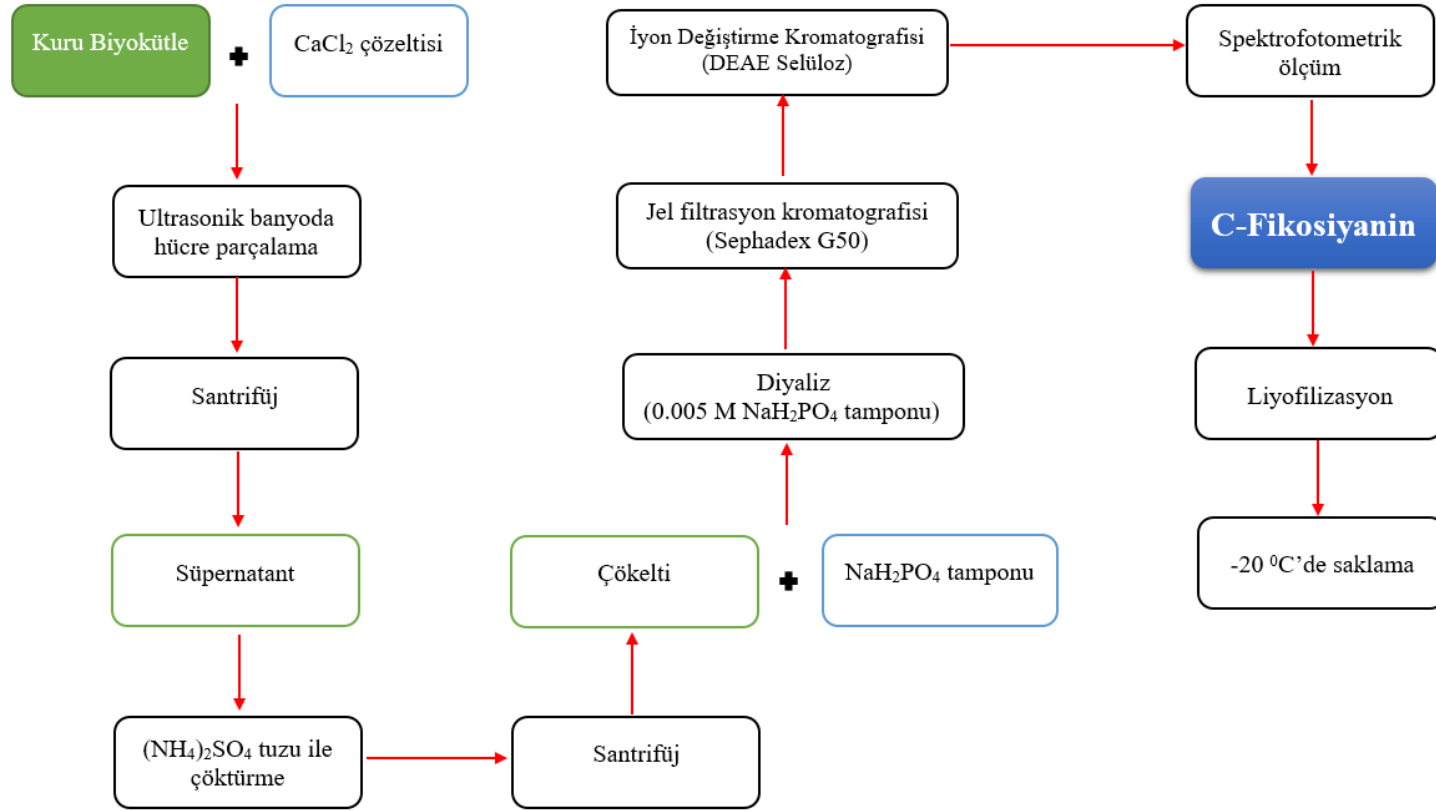 Kuru Biyokütle
CaCl₂ çözeltisi
Ultrasonik banyoda
hücre parçalama
Santrifüj
Süpernatant
(NH₄)₂SO₄ tuzu ile
çöktürme
Santrifüj
Çökelti
NaH₂PO₄ tamponu
Diyaliz
(0.005 M NaH₂PO₄ tamponu)
Jel filtrasyon kromatografisi
(Sephadex G50)
İyon Değiştirme Kromatografisi
(DEAE Selüloz)
Spektrofotometrik
ölçüm
C-Fikosiyanin
Liyofilizasyon
-20 ⁰C’de saklama